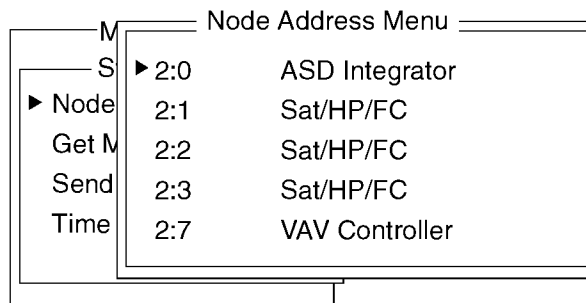 Node Address Menu
▶ 2:0 ASD Integrator
2:1 Sat/HP/FC
2:2 Sat/HP/FC
2:3 Sat/HP/FC
2:7 VAV Controller
M
S
▶ Node
Get M
Send
Time